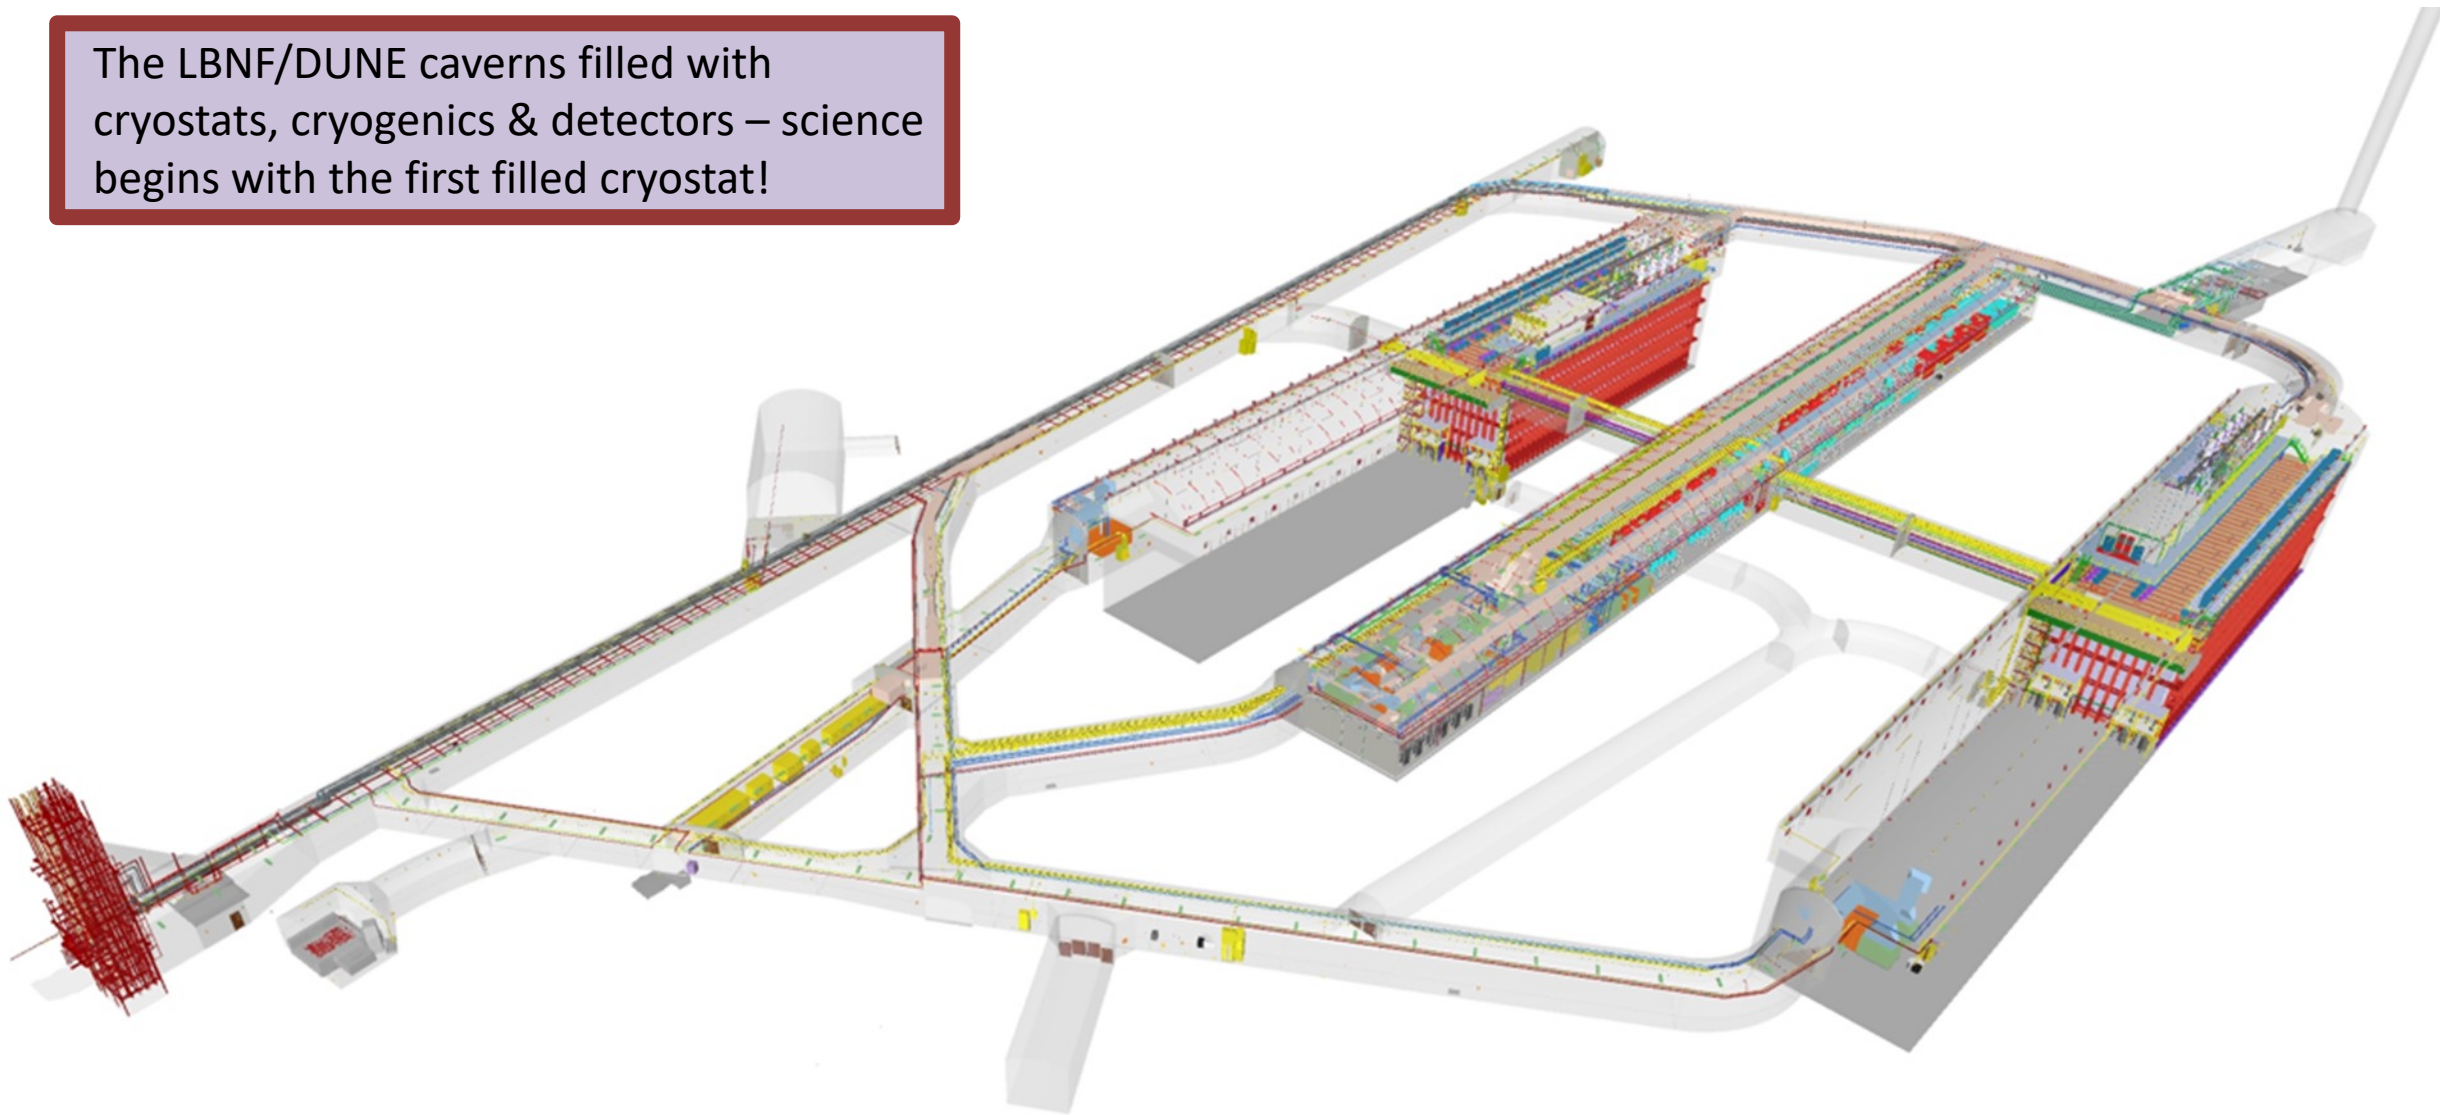 The LBNF/DUNE caverns filled with
cryostats, cryogenics & detectors – science
begins with the first filled cryostat!